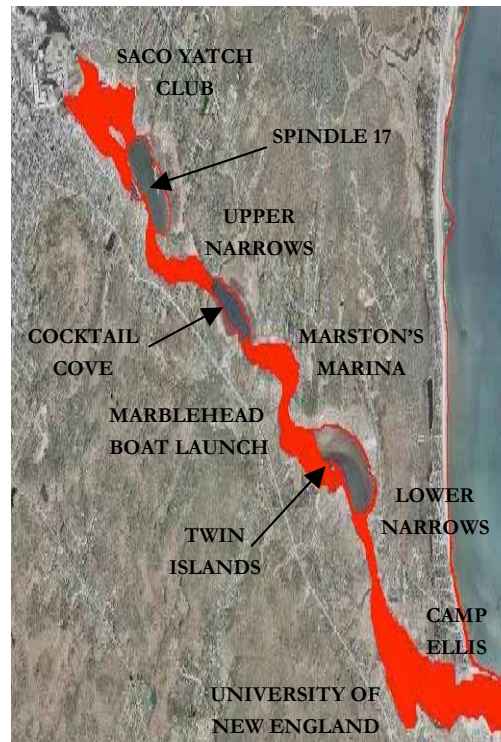 SACO YATCH
CLUB
SPINDLE 17
UPPER
NARROWS
COCKTAIL
COVE
MARSTON’S
MARINA
MARBLEHEAD
BOAT LAUNCH
LOWER
NARROWS
TWIN
ISLANDS
CAMP
ELLIS
UNIVERSITY OF
NEW ENGLAND